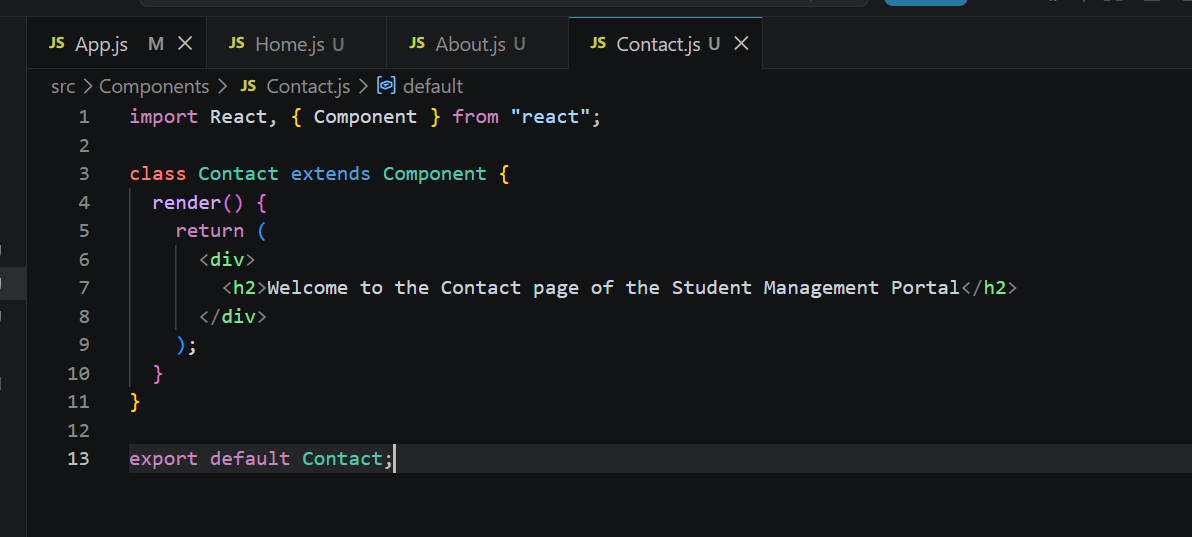 JS App.js M × JS Home.js U JS About.js U JS Contact.js U ×
src > Components > JS Contact.js > default
1 import React, { Component } from "react";
2
3 class Contact extends Component {
4   render() {
5     return (
6       <div>
7         <h2>Welcome to the Contact page of the Student Management Portal</h2>
8       </div>
9     );
10   }
11 }
12
13 export default Contact;